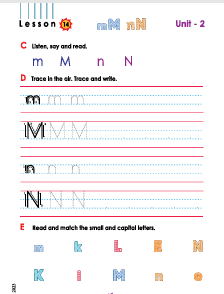 Lesson 14 mM nN Unit - 2
C Listen, say and read.
m M n N
D Trace in the air. Trace and write.
m m m
M M M
n n n
N N N
E Read and match the small and capital letters.
m k L E N
K i M n e